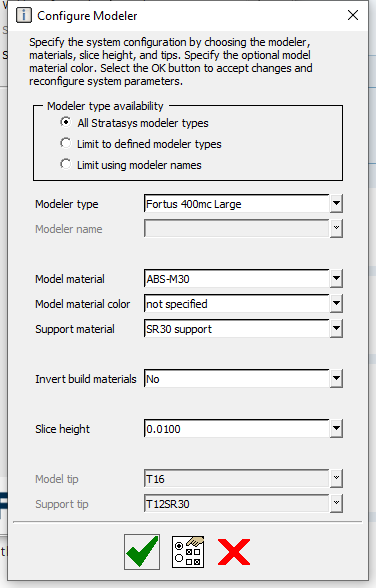 Configure Modeler
Specify the system configuration by choosing the modeler,
materials, slice height, and tips. Specify the optional model
material color. Select the OK button to accept changes and
reconfigure system parameters.
Modeler type availability
All Stratasys modeler types
Limit to defined modeler types
Limit using modeler names
Modeler type Fortus 400mc Large
Modeler name
Model material ABS-M30
Model material color not specified
Support material SR30 support
Invert build materials No
Slice height 0.0100
Model tip T16
Support tip T12SR30